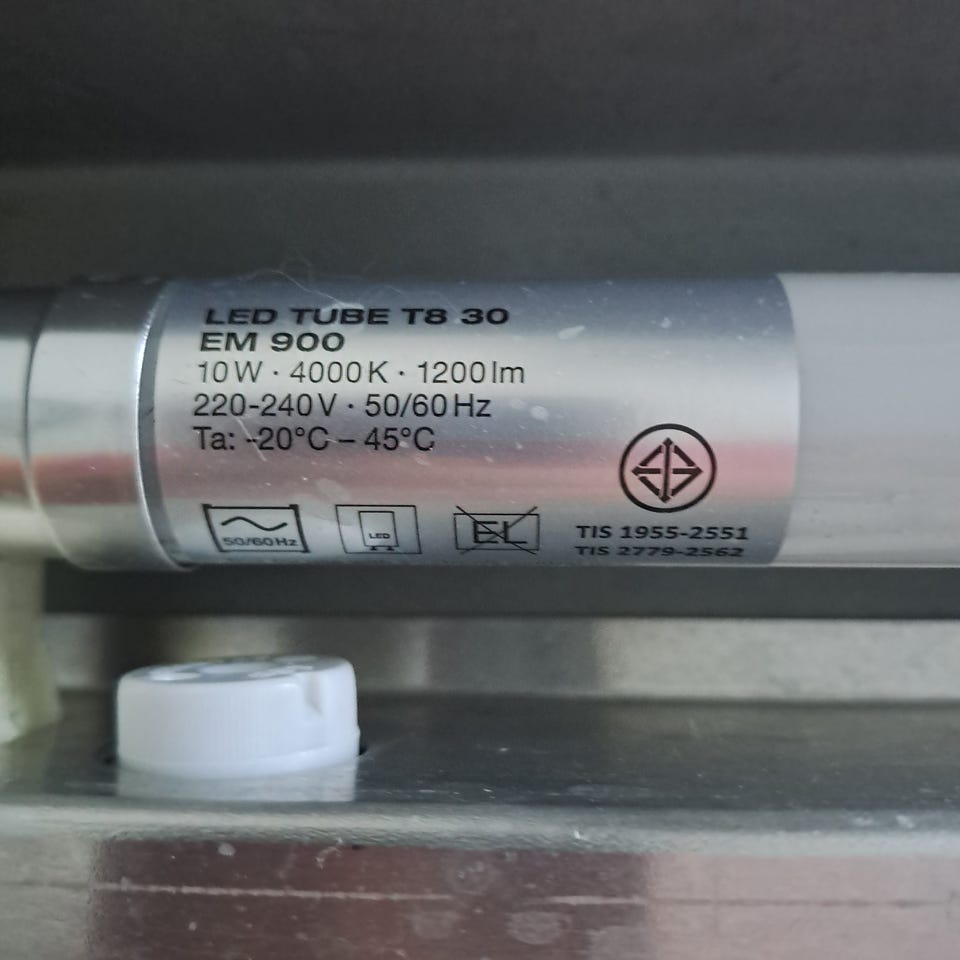 LED TUBE T8 30
EM 900
10 W · 4000 K · 1200 lm
220-240 V · 50/60 Hz
Ta: -20°C – 45°C
50/60 Hz
LED
EL
TIS 1955-2551
TIS 2779-2562